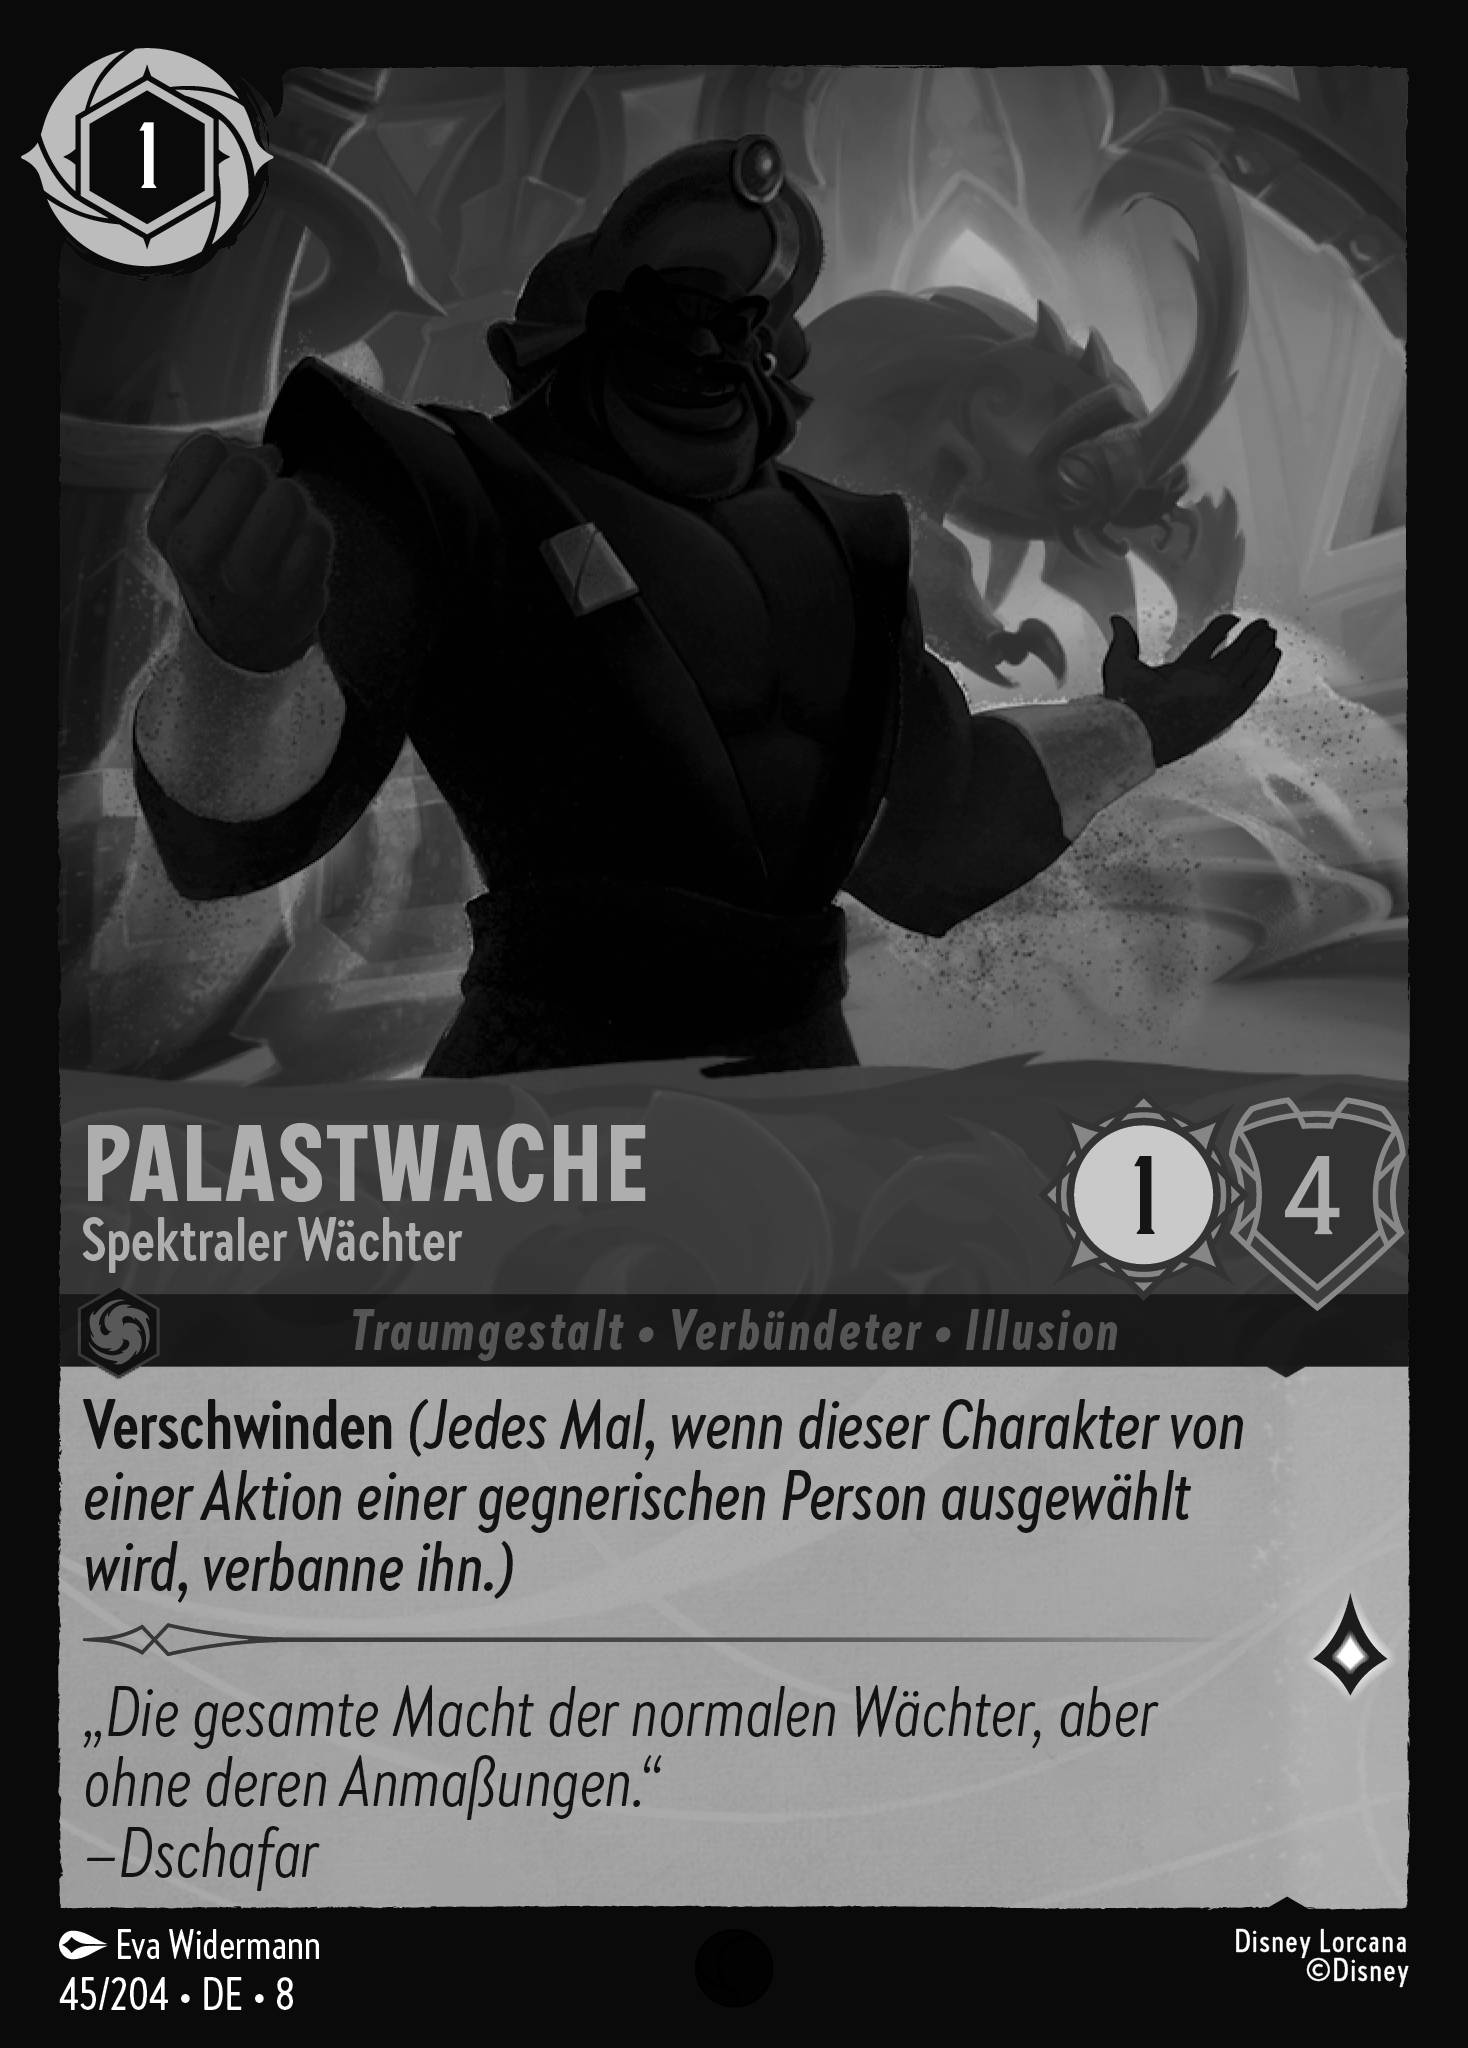 1
PALASTWACHE
Spektraler Wächter
1
4
Traumgestalt • Verbündeter • Illusion
Verschwinden (Jedes Mal, wenn dieser Charakter von
einer Aktion einer gegnerischen Person ausgewählt
wird, verbanne ihn.)
„Die gesamte Macht der normalen Wächter, aber
ohne deren Anmaßungen.“
–Dschafar
Eva Widermann
45/204 • DE • 8
Disney Lorcana
©Disney